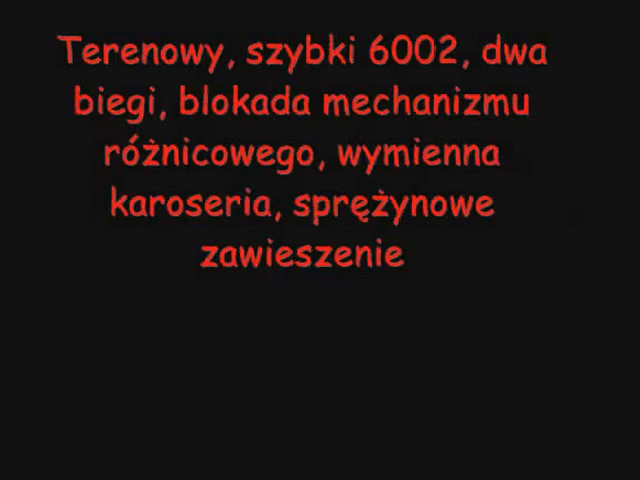 Terenowy, szybki 6002, dwa
biegi, blokada mechanizmu
różnicowego, wymienna
karoseria, sprężynowe
zawieszenie